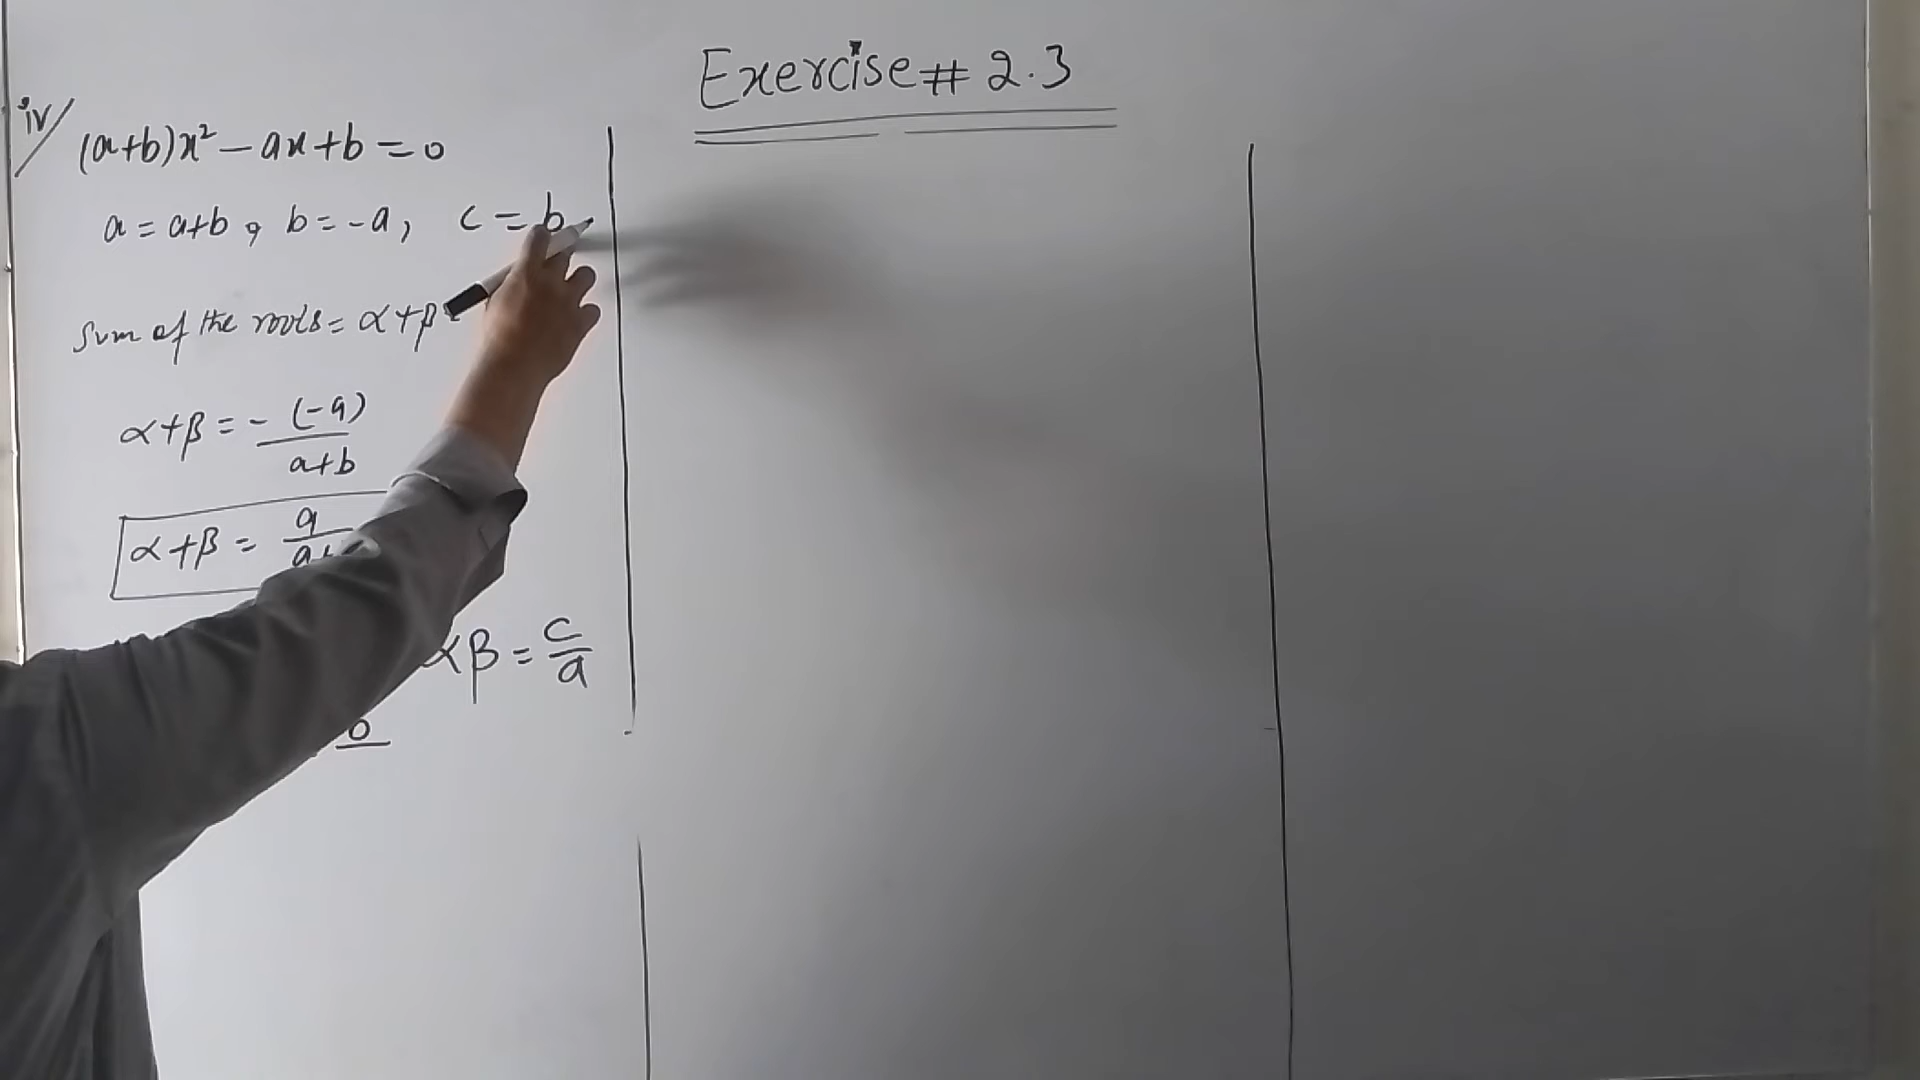 Exercise # 2.3
iv/ (a+b)x² - ax + b = 0
a = a+b, b = -a, c = b
Sum of the roots = α+β =
α+β = - (-a) / a+b
α+β = a / a+
αβ = c/a